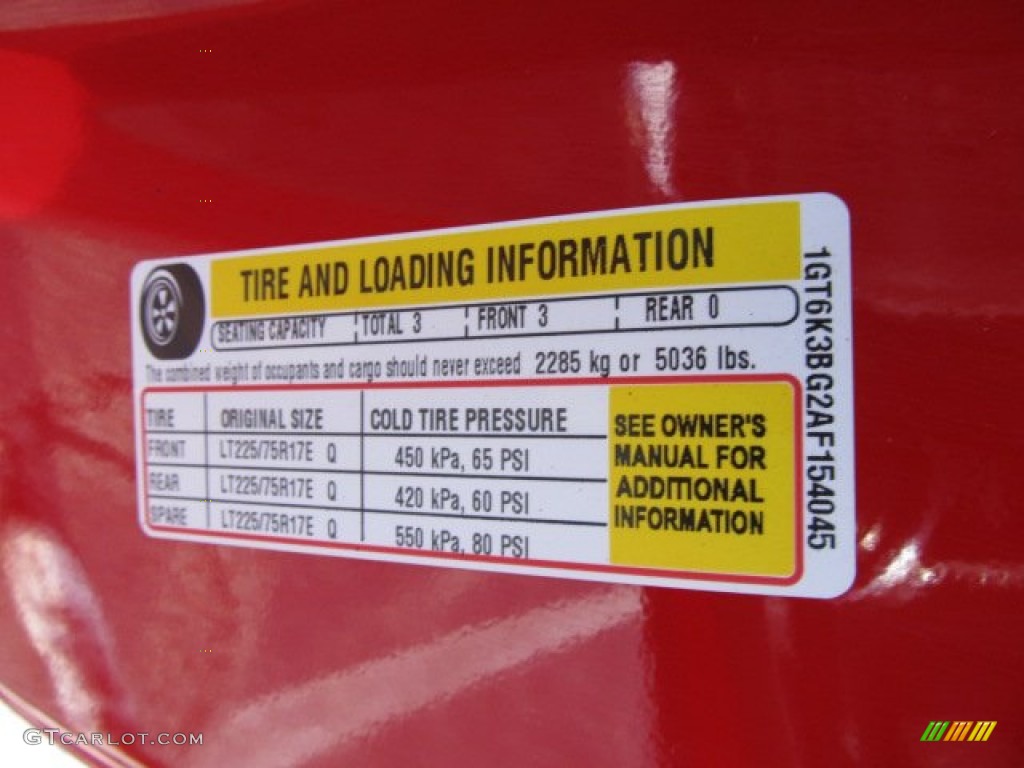 TIRE AND LOADING INFORMATION
SEATING CAPACITY TOTAL 3 FRONT 3 REAR 0
The combined weight of occupants and cargo should never exceed 2285 kg or 5036 lbs.
TIRE ORIGINAL SIZE COLD TIRE PRESSURE
FRONT LT225/75R17E Q 450 kPa, 65 PSI
REAR LT225/75R17E Q 420 kPa, 60 PSI
SPARE LT225/75R17E Q 550 kPa, 80 PSI
SEE OWNER'S
MANUAL FOR
ADDITIONAL
INFORMATION
1GT6K3BG2AF154045
GTCARLOT.COM